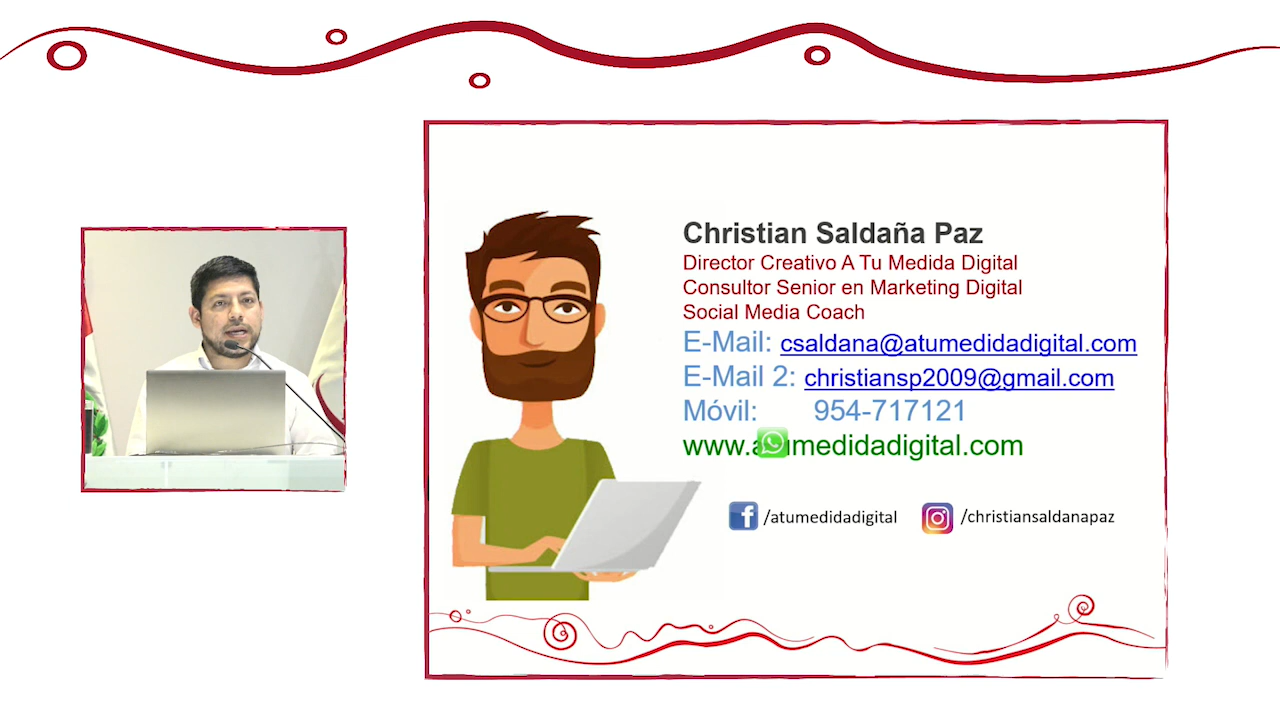 Christian Saldaña Paz
Director Creativo A Tu Medida Digital
Consultor Senior en Marketing Digital
Social Media Coach
E-Mail: csaldana@atumedidadigital.com
E-Mail 2: christiansp2009@gmail.com
Móvil: 954-717121
www.atumedidadigital.com
/atumedidadigital /christiansaldanapaz